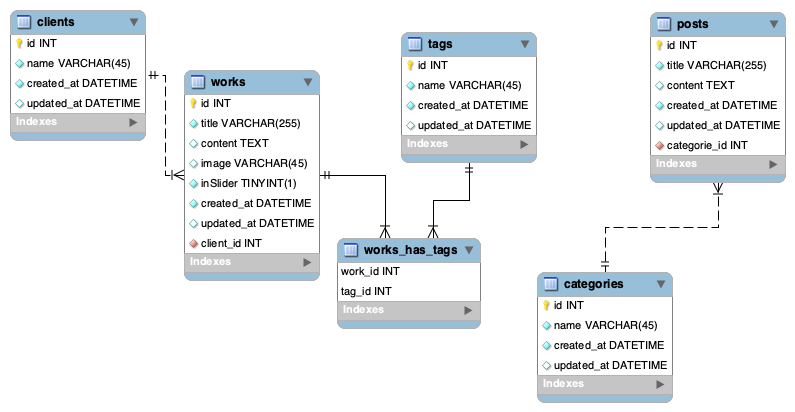 clients
id INT
name VARCHAR(45)
created_at DATETIME
updated_at DATETIME
Indexes
works
id INT
title VARCHAR(255)
content TEXT
image VARCHAR(45)
inSlider TINYINT(1)
created_at DATETIME
updated_at DATETIME
client_id INT
Indexes
tags
id INT
name VARCHAR(45)
created_at DATETIME
updated_at DATETIME
Indexes
works_has_tags
work_id INT
tag_id INT
Indexes
posts
id INT
title VARCHAR(255)
content TEXT
created_at DATETIME
updated_at DATETIME
categorie_id INT
Indexes
categories
id INT
name VARCHAR(45)
created_at DATETIME
updated_at DATETIME
Indexes